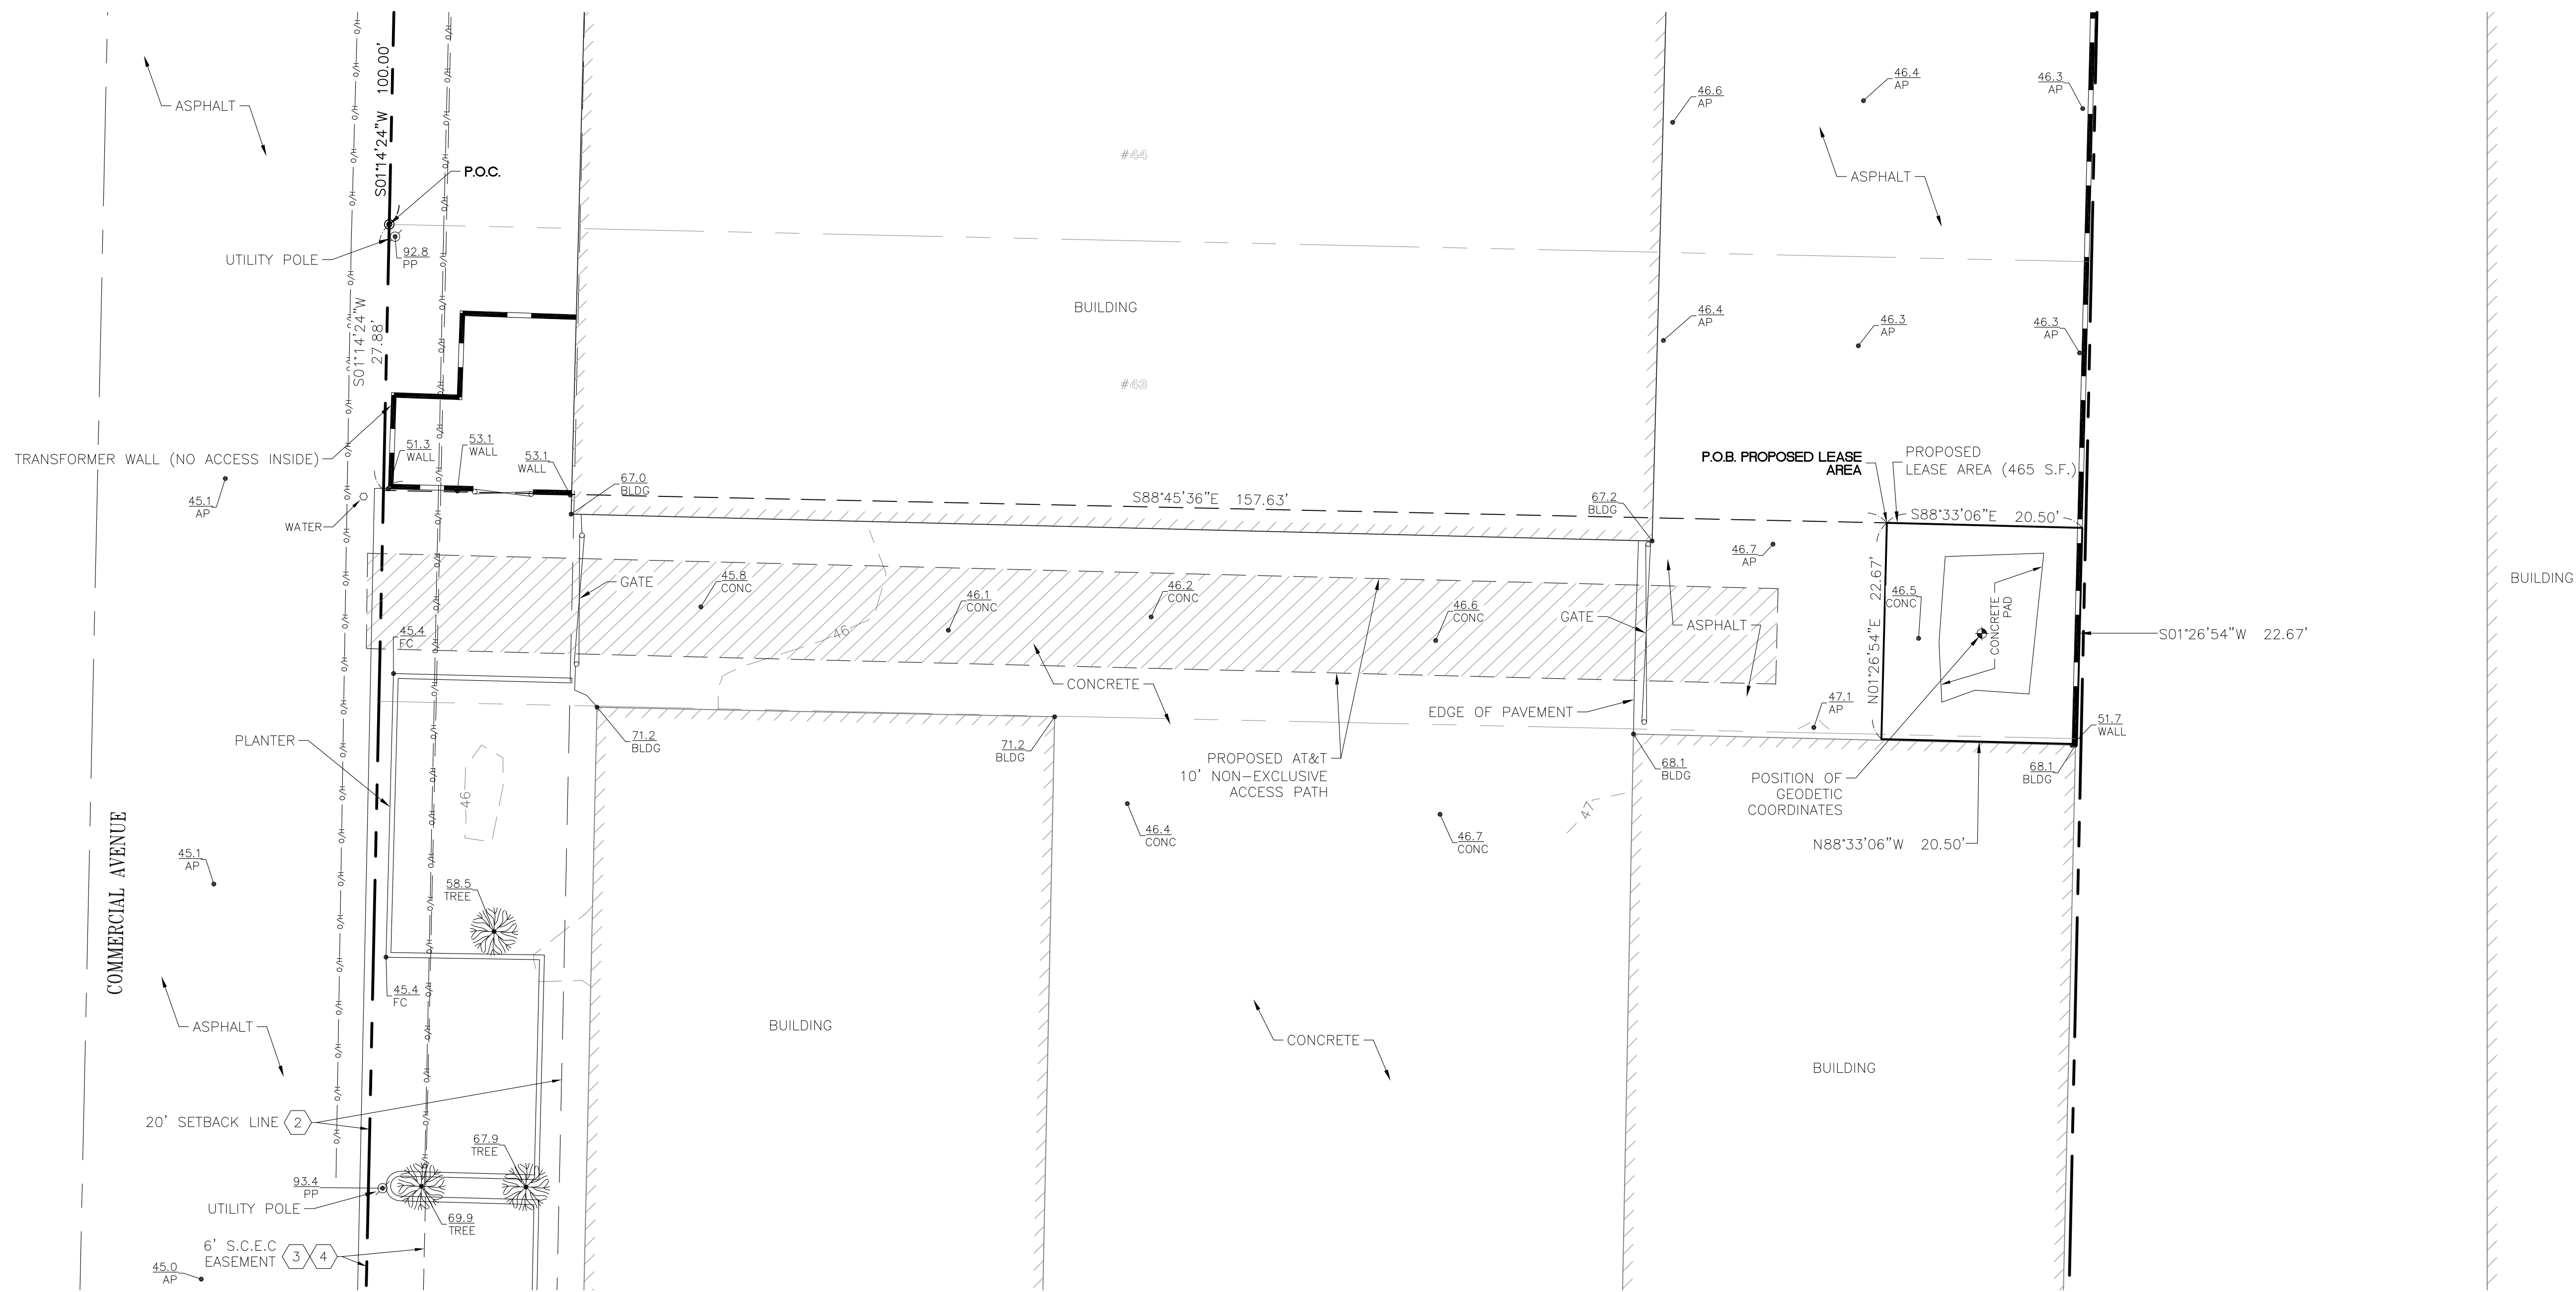 ASPHALT
S01°14'24"W 100.00'
P.O.C.
UTILITY POLE
92.8
PP
S01°14'24"W
27.88'
TRANSFORMER WALL (NO ACCESS INSIDE)
51.3
WALL
53.1
WALL
53.1
WALL
45.1
AP
WATER
67.0
BLDG
#44
BUILDING
#43
S88°45'36"E 157.63'
67.2
BLDG
46.6
AP
46.4
AP
46.3
AP
ASPHALT
46.4
AP
46.3
AP
46.3
AP
P.O.B. PROPOSED LEASE
AREA
PROPOSED
LEASE AREA (465 S.F.)
S88°33'06"E 20.50'
N01°26'54"E 22.67'
46.5
CONC
CONCRETE
PAD
S01°26'54"W 22.67'
BUILDING
46.7
AP
GATE
45.8
CONC
46.1
CONC
46.2
CONC
46.6
CONC
GATE
ASPHALT
46
45.4
FC
CONCRETE
EDGE OF PAVEMENT
47.1
AP
51.7
WALL
PLANTER
71.2
BLDG
71.2
BLDG
PROPOSED AT&T
10' NON-EXCLUSIVE
ACCESS PATH
68.1
BLDG
68.1
BLDG
POSITION OF
GEODETIC
COORDINATES
N88°33'06"W 20.50'
46
46.4
CONC
46.7
CONC
47
COMMERCIAL AVENUE
45.1
AP
58.5
TREE
45.4
FC
ASPHALT
BUILDING
CONCRETE
BUILDING
20' SETBACK LINE 2
67.9
TREE
93.4
PP
UTILITY POLE
69.9
TREE
6' S.C.E.C
EASEMENT 3 4
45.0
AP
O/H